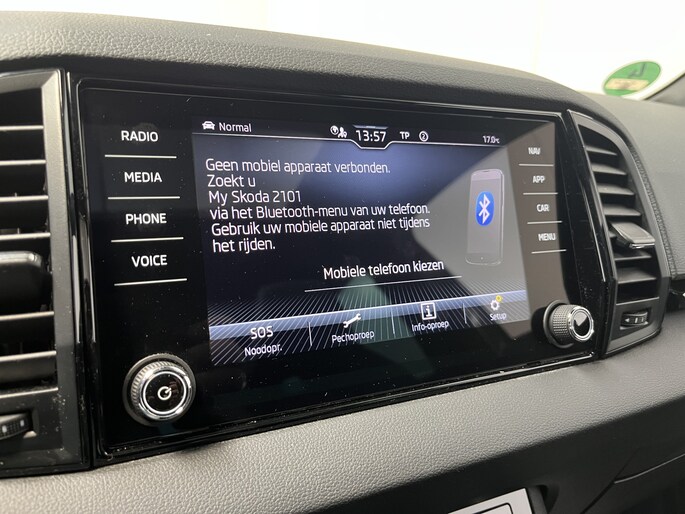 Normal
13:57
TP
2
17.0°C
RADIO
MEDIA
PHONE
VOICE
NAV
APP
CAR
MENU
Geen mobiel apparaat verbonden.
Zoekt u
My Skoda 2101
via het Bluetooth-menu van uw telefoon.
Gebruik uw mobiele apparaat niet tijdens
het rijden.
Mobiele telefoon kiezen
SOS
Noodopr.
Pechoproep
Info-oproep
Setup